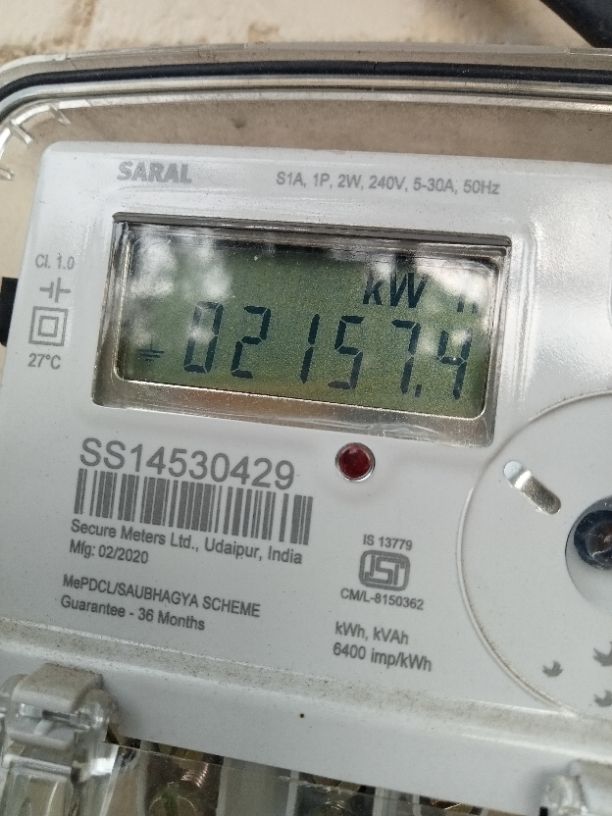 SARAL
S1A, 1P, 2W, 240V, 5-30A, 50Hz
Cl. 1.0
27°C
kW h
02157.4
SS14530429
Secure Meters Ltd., Udaipur, India
Mfg: 02/2020
MePDCL/SAUBHAGYA SCHEME
Guarantee - 36 Months
IS 13779
ISI
CM/L-8150362
kWh, kVAh
6400 imp/kWh